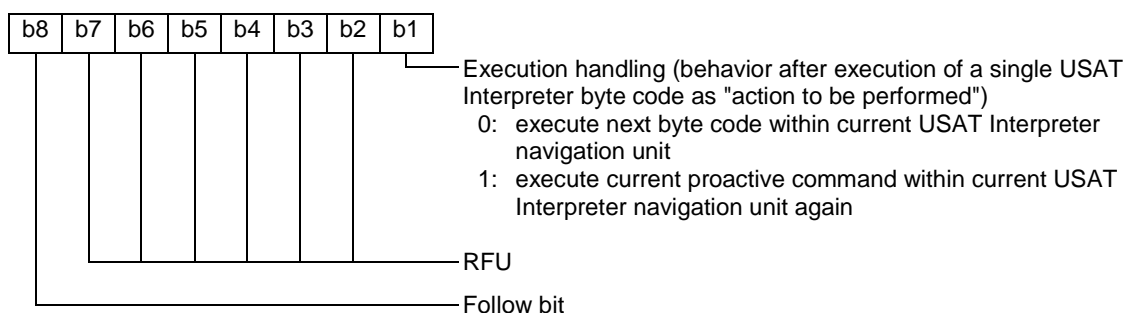 b8 b7 b6 b5 b4 b3 b2 b1
Execution handling (behavior after execution of a single USAT
Interpreter byte code as "action to be performed")
0: execute next byte code within current USAT Interpreter
navigation unit
1: execute current proactive command within current USAT
Interpreter navigation unit again
RFU
Follow bit